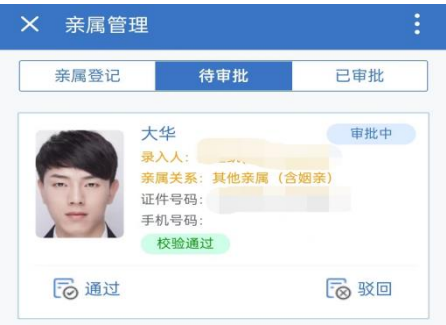 亲属管理
亲属登记 待审批 已审批
大华 审批中
录入人：
亲属关系：其他亲属（含姻亲）
证件号码：
手机号码：
校验通过
通过 驳回